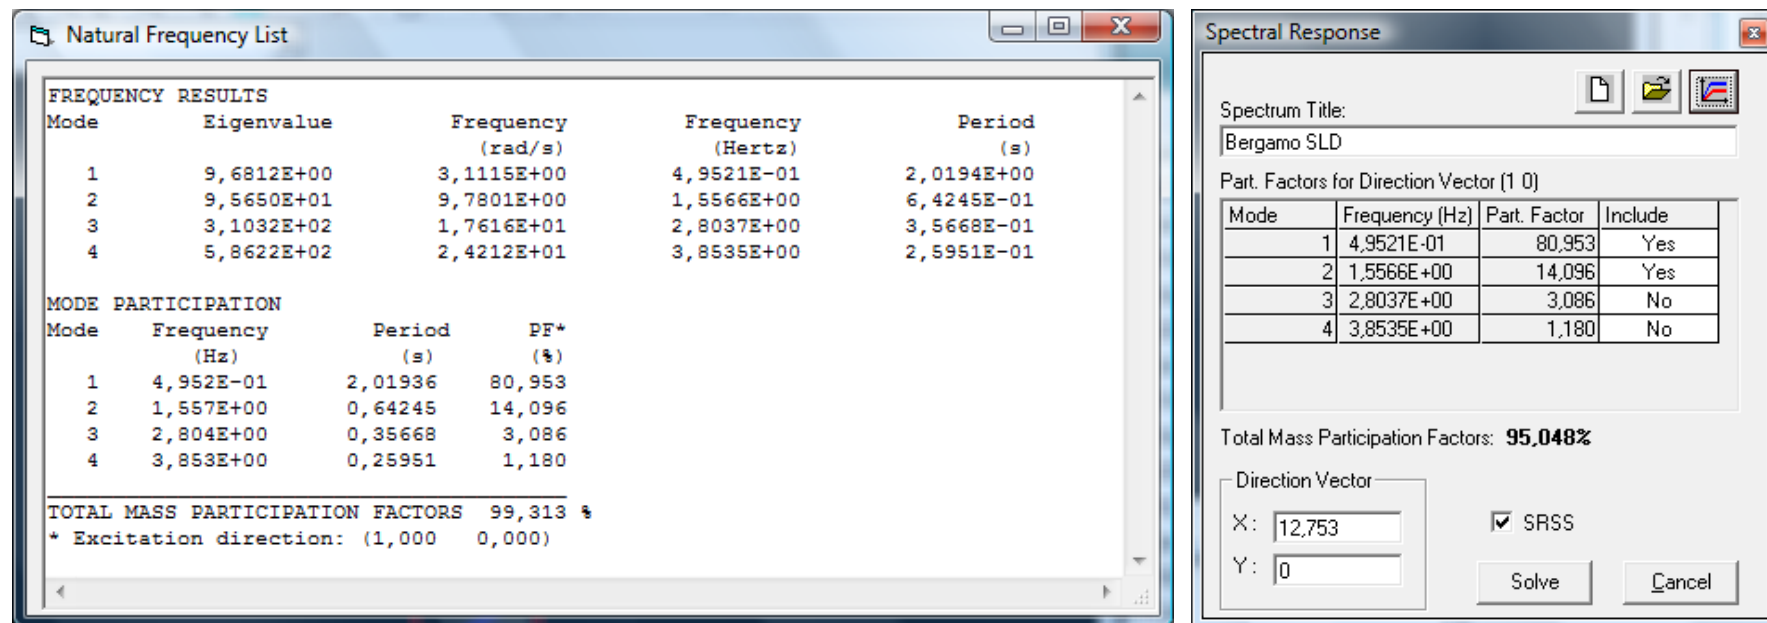 Natural Frequency List
FREQUENCY RESULTS
Mode Eigenvalue Frequency Frequency Period
(rad/s) (Hertz) (s)
1 9,6812E+00 3,1115E+00 4,9521E-01 2,0194E+00
2 9,5650E+01 9,7801E+00 1,5566E+00 6,4245E-01
3 3,1032E+02 1,7616E+01 2,8037E+00 3,5668E-01
4 5,8622E+02 2,4212E+01 3,8535E+00 2,5951E-01
MODE PARTICIPATION
Mode Frequency Period PF*
(Hz) (s) (%)
1 4,952E-01 2,01936 80,953
2 1,557E+00 0,64245 14,096
3 2,804E+00 0,35668 3,086
4 3,853E+00 0,25951 1,180
TOTAL MASS PARTICIPATION FACTORS 99,313 %
* Excitation direction: (1,000 0,000)
Spectral Response
Spectrum Title:
Bergamo SLD
Part. Factors for Direction Vector (1 0)
Mode Frequency (Hz) Part. Factor Include
1 4,9521E-01 80,953 Yes
2 1,5566E+00 14,096 Yes
3 2,8037E+00 3,086 No
4 3,8535E+00 1,180 No
Total Mass Participation Factors: 95,048%
Direction Vector
X: 12,753
SRSS
Y: 0
Solve Cancel